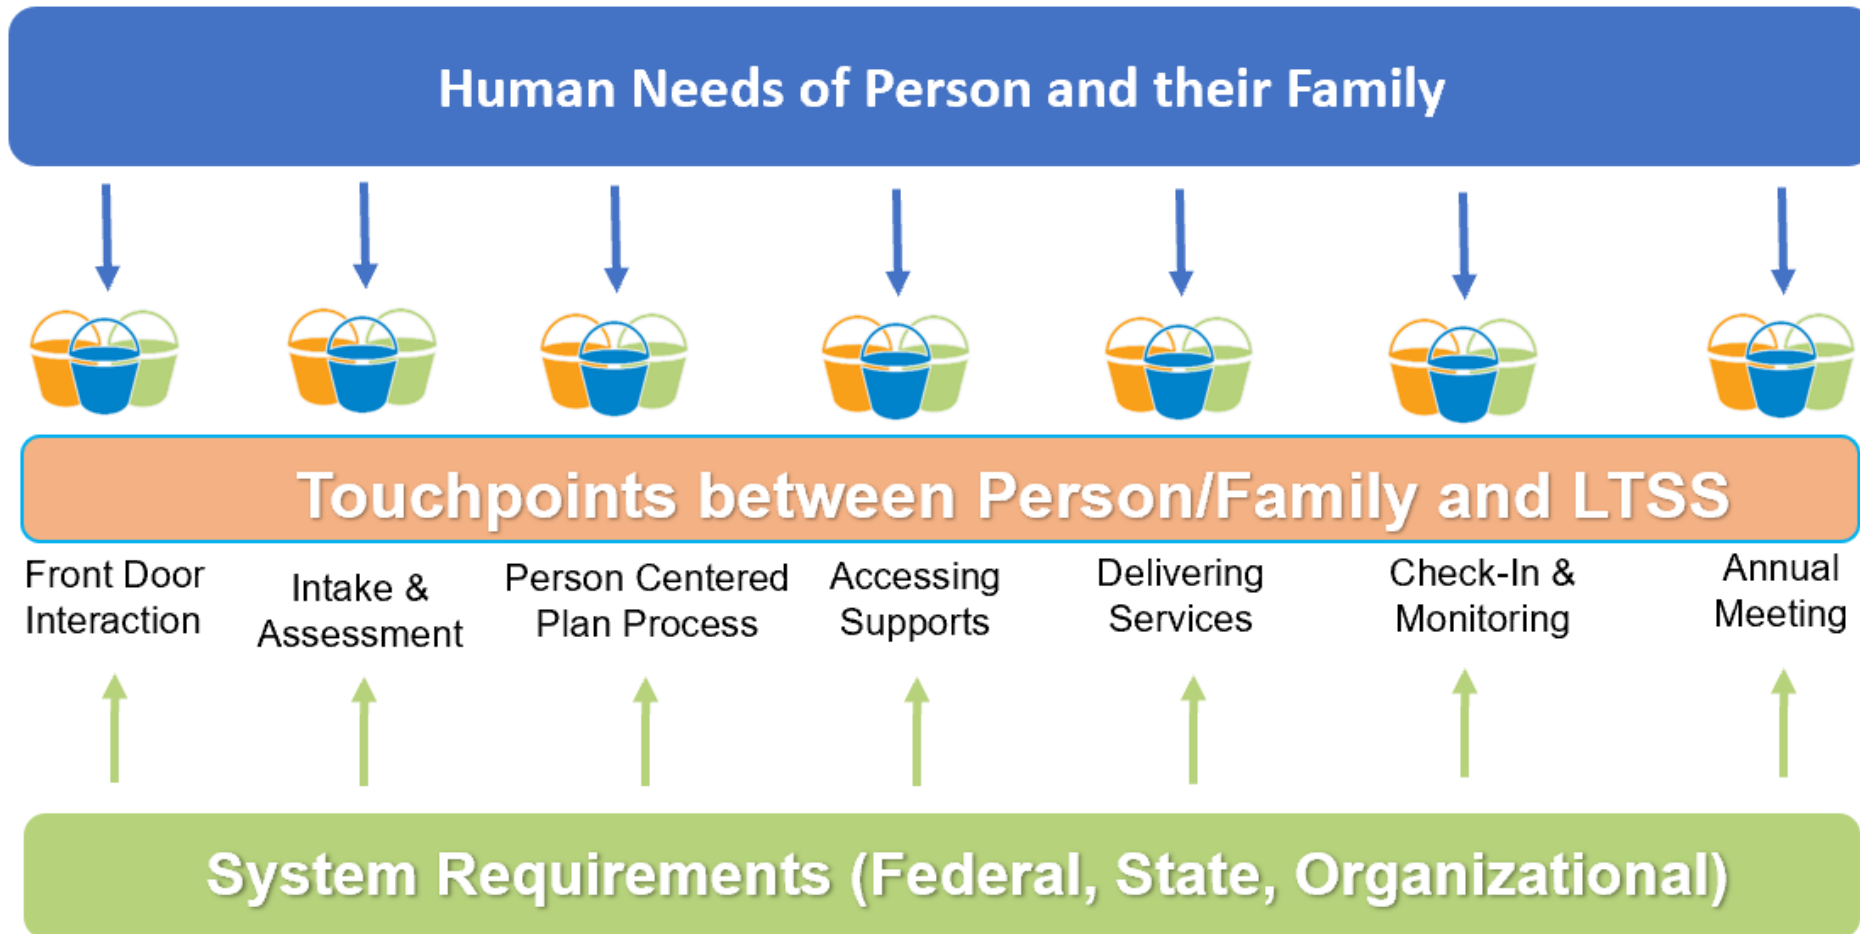 Human Needs of Person and their Family
Touchpoints between Person/Family and LTSS
Front Door
Interaction
Intake &
Assessment
Person Centered
Plan Process
Accessing
Supports
Delivering
Services
Check-In &
Monitoring
Annual
Meeting
System Requirements (Federal, State, Organizational)